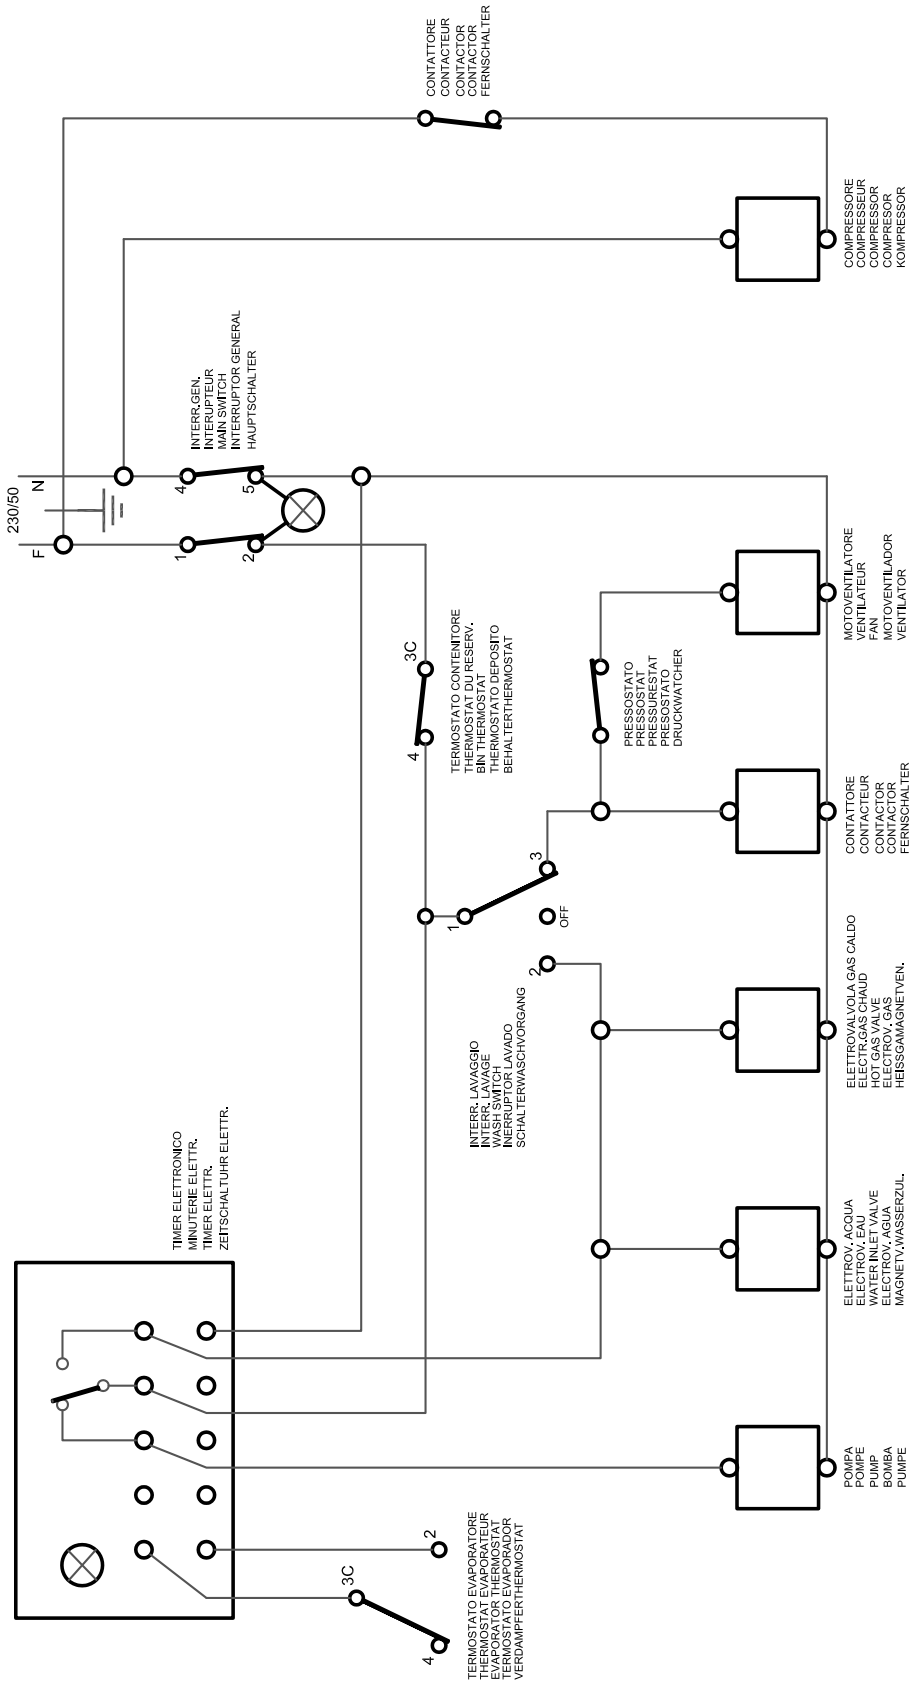 CONTATTORE
CONTACTEUR
CONTACTOR
CONTACTOR
FERNSCHALTER
COMPRESSORE
COMPRESSEUR
COMPRESSOR
COMPRESOR
KOMPRESSOR
230/50
N
F
INTERR.GEN.
INTERUPTEUR
MAIN SWITCH
INTERRUPTOR GENERAL
HAUPTSCHALTER
4
5
1
2
3C
4
TERMOSTATO CONTENITORE
THERMOSTAT DU RESERV.
BIN THERMOSTAT
THERMOSTATO DEPOSITO
BEHALTERTHERMOSTAT
PRESSOSTATO
PRESSOSTAT
PRESSURESTAT
PRESOSTATO
DRUCKWATCHER
MOTOVENTILATORE
VENTILATEUR
FAN
MOTOVENTILADOR
VENTILATOR
CONTATTORE
CONTACTEUR
CONTACTOR
CONTACTOR
FERNSCHALTER
1
3
OFF
2
INTERR. LAVAGGIO
INTERR. LAVAGE
WASH SWITCH
INERRUPTOR LAVADO
SCHALTERWASCHVORGANG
ELETTROVALVOLA GAS CALDO
ELECTR.GAS CHAUD
HOT GAS VALVE
ELECTROV. GAS
HEISSGAMAGNETVEN.
TIMER ELETTRONICO
MINUTERIE ELETTR.
TIMER ELETTR.
ZEITSCHALTUHR ELETTR.
ELETTROV. ACQUA
ELECTROV. EAU
WATER INLET VALVE
ELECTROV. AGUA
MAGNETV.WASSERZUL.
POMPA
POMPE
PUMP
BOMBA
PUMPE
3C
2
4
TERMOSTATO EVAPORATORE
THERMOSTAT EVAPORATEUR
EVAPORATOR THERMOSTAT
TERMOSTATO EVAPORADOR
VERDAMPFERTHERMOSTAT